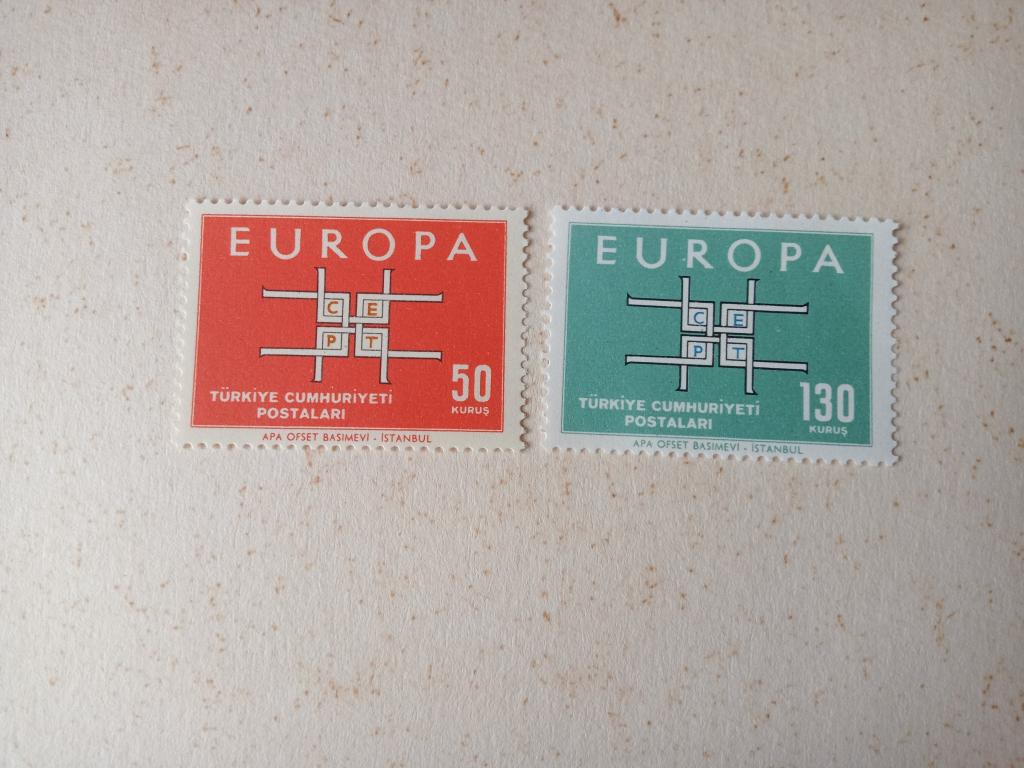 EUROPA
C E
P T
50
KURUŞ
TÜRKİYE CUMHURİYETİ
POSTALARI
APA OFSET BASIMEVİ - İSTANBUL
EUROPA
C E
P T
130
KURUŞ
TÜRKİYE CUMHURİYETİ
POSTALARI
APA OFSET BASIMEVİ - İSTANBUL